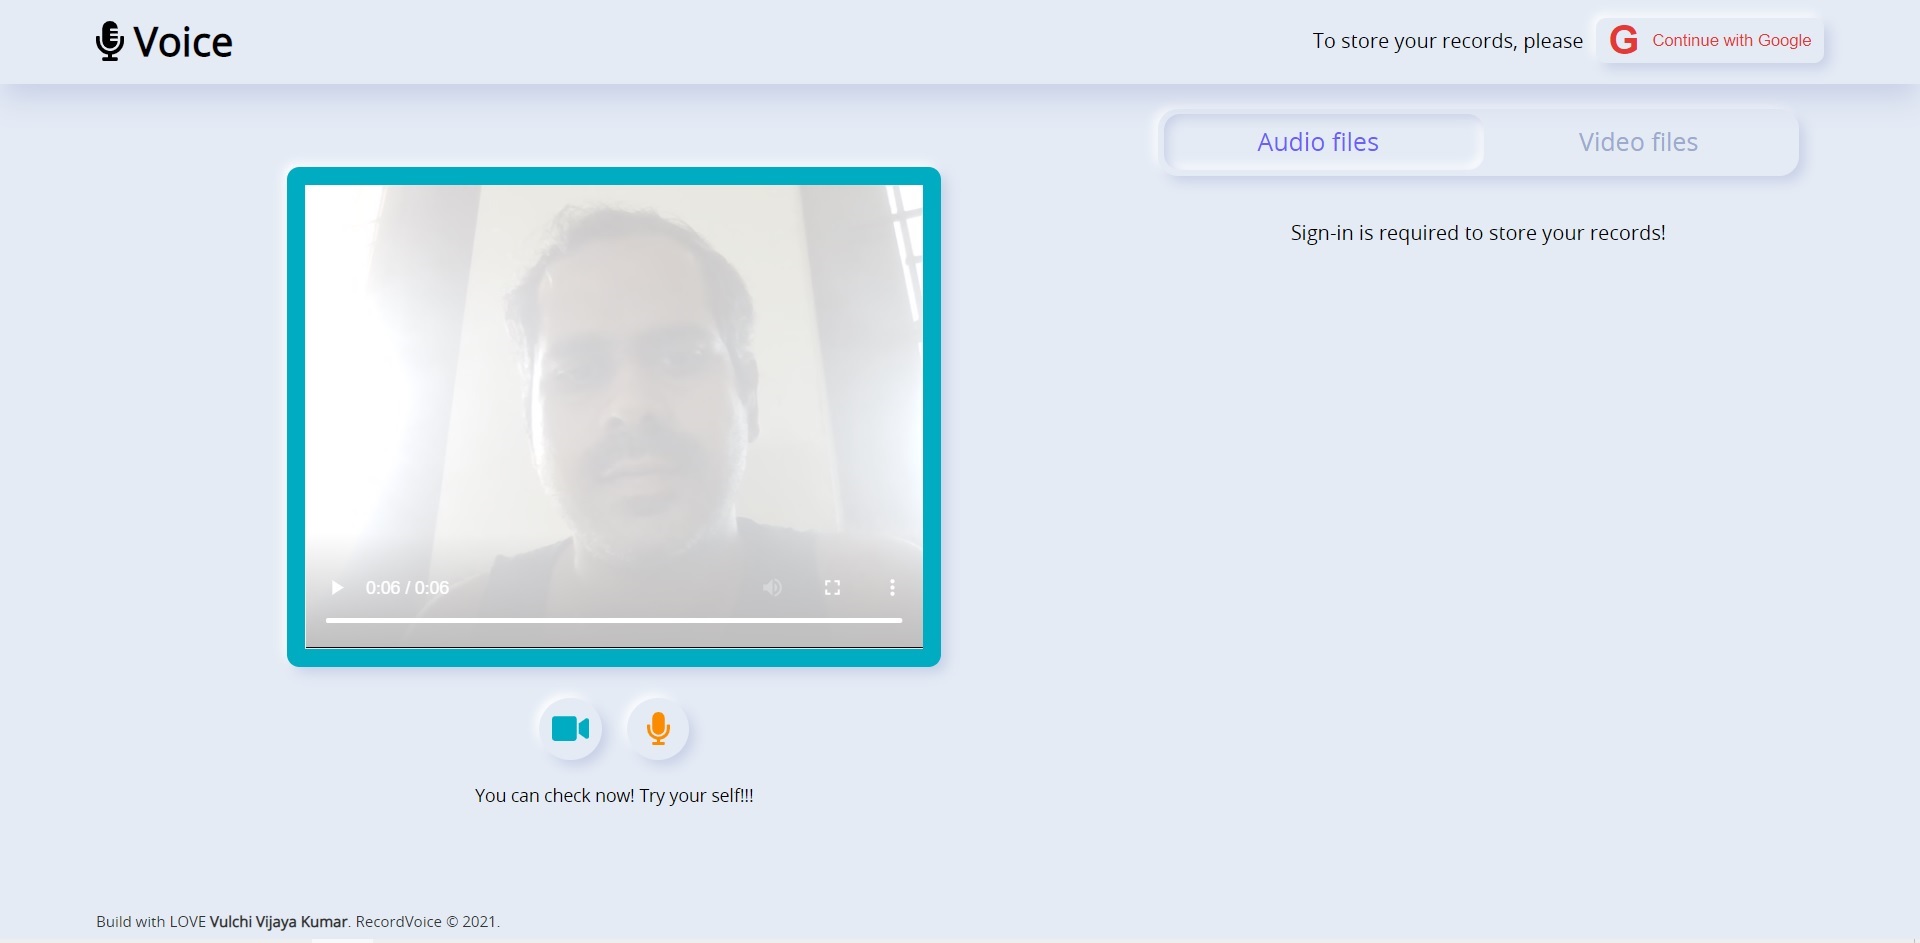 Voice
To store your records, please
G Continue with Google
Audio files
Video files
Sign-in is required to store your records!
0:06 / 0:06
You can check now! Try your self!!!
Build with LOVE Vulchi Vijaya Kumar. RecordVoice © 2021.